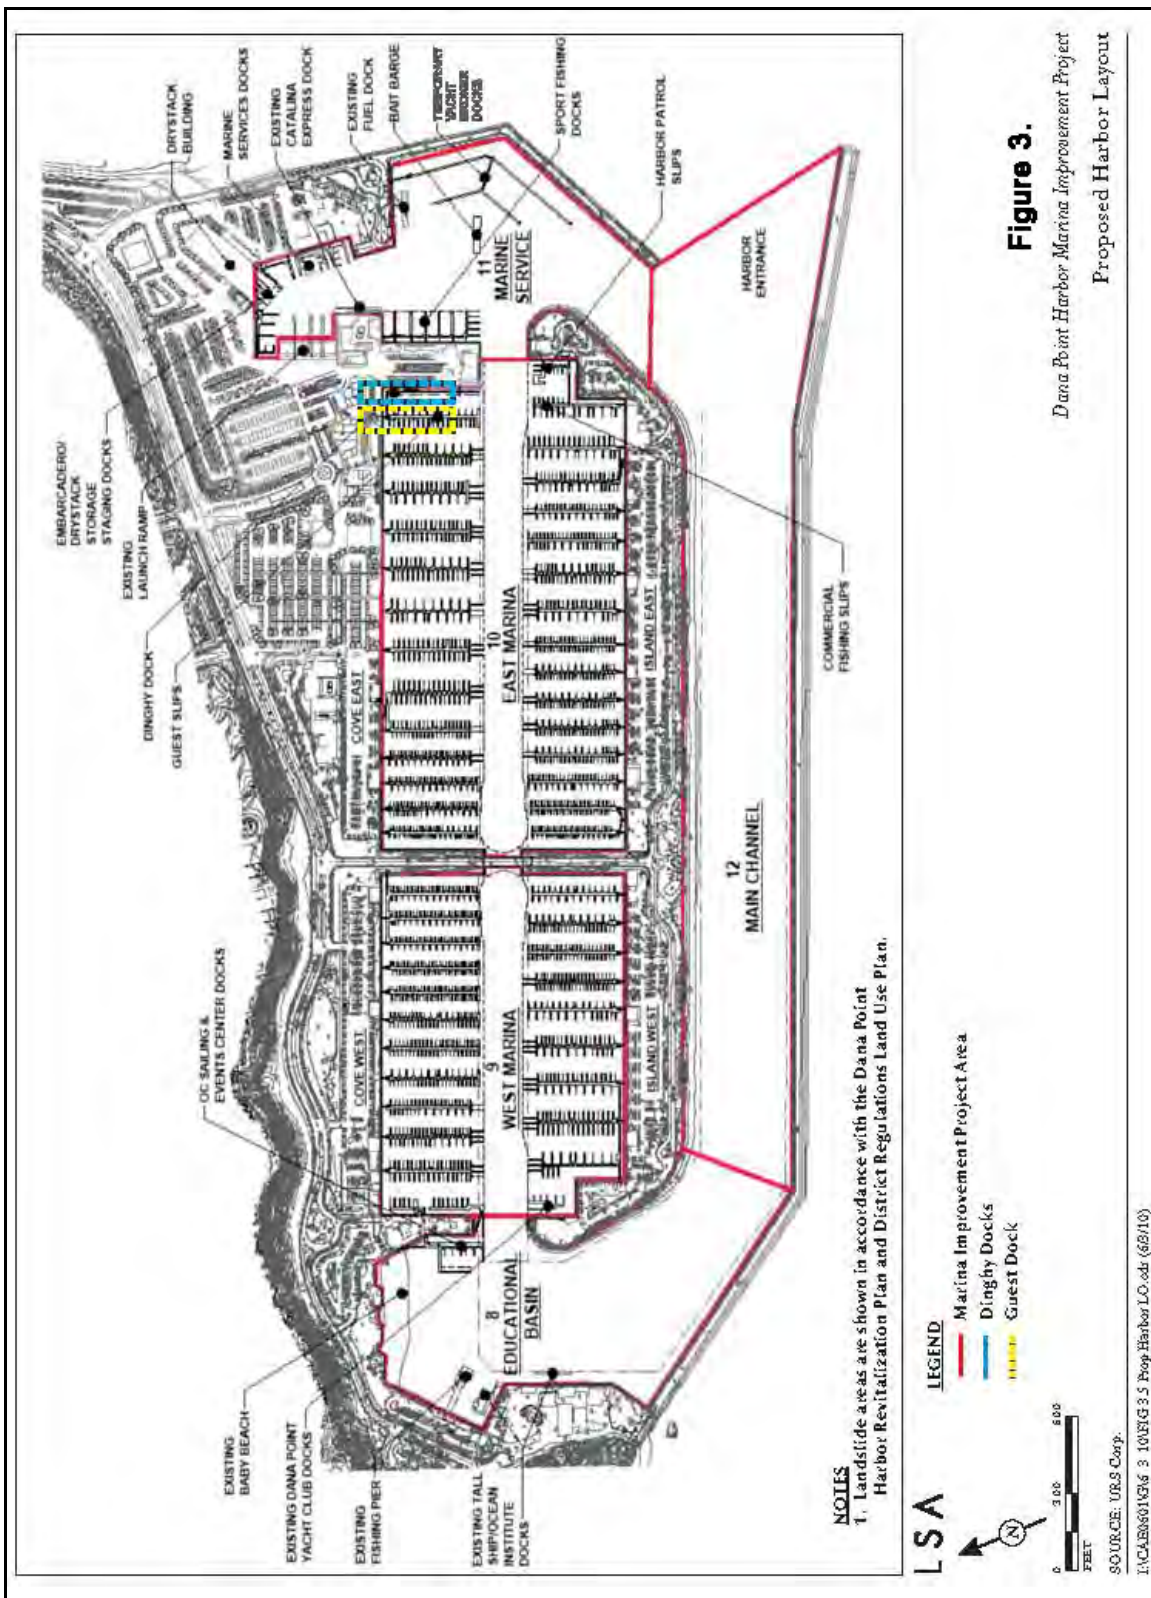 OC SAILING &
EVENTS CENTER DOCKS
DINGHY DOCK
GUEST SLIPS
EMBARCADERO/
DRYSTACK
STORAGE
STAGING DOCKS
EXISTING
LAUNCH RAMP
DRYSTACK
BUILDING
MARINE
SERVICES DOCKS
EXISTING
CATALINA
EXPRESS DOCK
EXISTING
FUEL DOCK
BAIT BARGE
TEMPORARY
YACHT
BROKER
DOCKS
SPORT FISHING
DOCKS
HARBOR PATROL
SLIPS
EXISTING
BABY BEACH
EXISTING DANA POINT
YACHT CLUB DOCKS
EXISTING
FISHING PIER
EXISTING TALL
SHIP/OCEAN
INSTITUTE
DOCKS
COVE WEST
COVE EAST
8
EDUCATIONAL
BASIN
9
WEST MARINA
10
EAST MARINA
11
MARINE
SERVICE
ISLAND WEST
ISLAND EAST
HARBOR
ENTRANCE
12
MAIN CHANNEL
COMMERCIAL
FISHING SLIPS
NOTES
1. Landslide areas are shown in accordance with the Dana Point
Harbor Revitalization Plan and District Regulations Land Use Plan.
LSA
N
0 300 600
FEET
LEGEND
Marina Improvement Project Area
Dinghy Docks
Guest Dock
SOURCE: URS Corp.
Figure 3.
Dana Point Harbor Marina Improvement Project
Proposed Harbor Layout